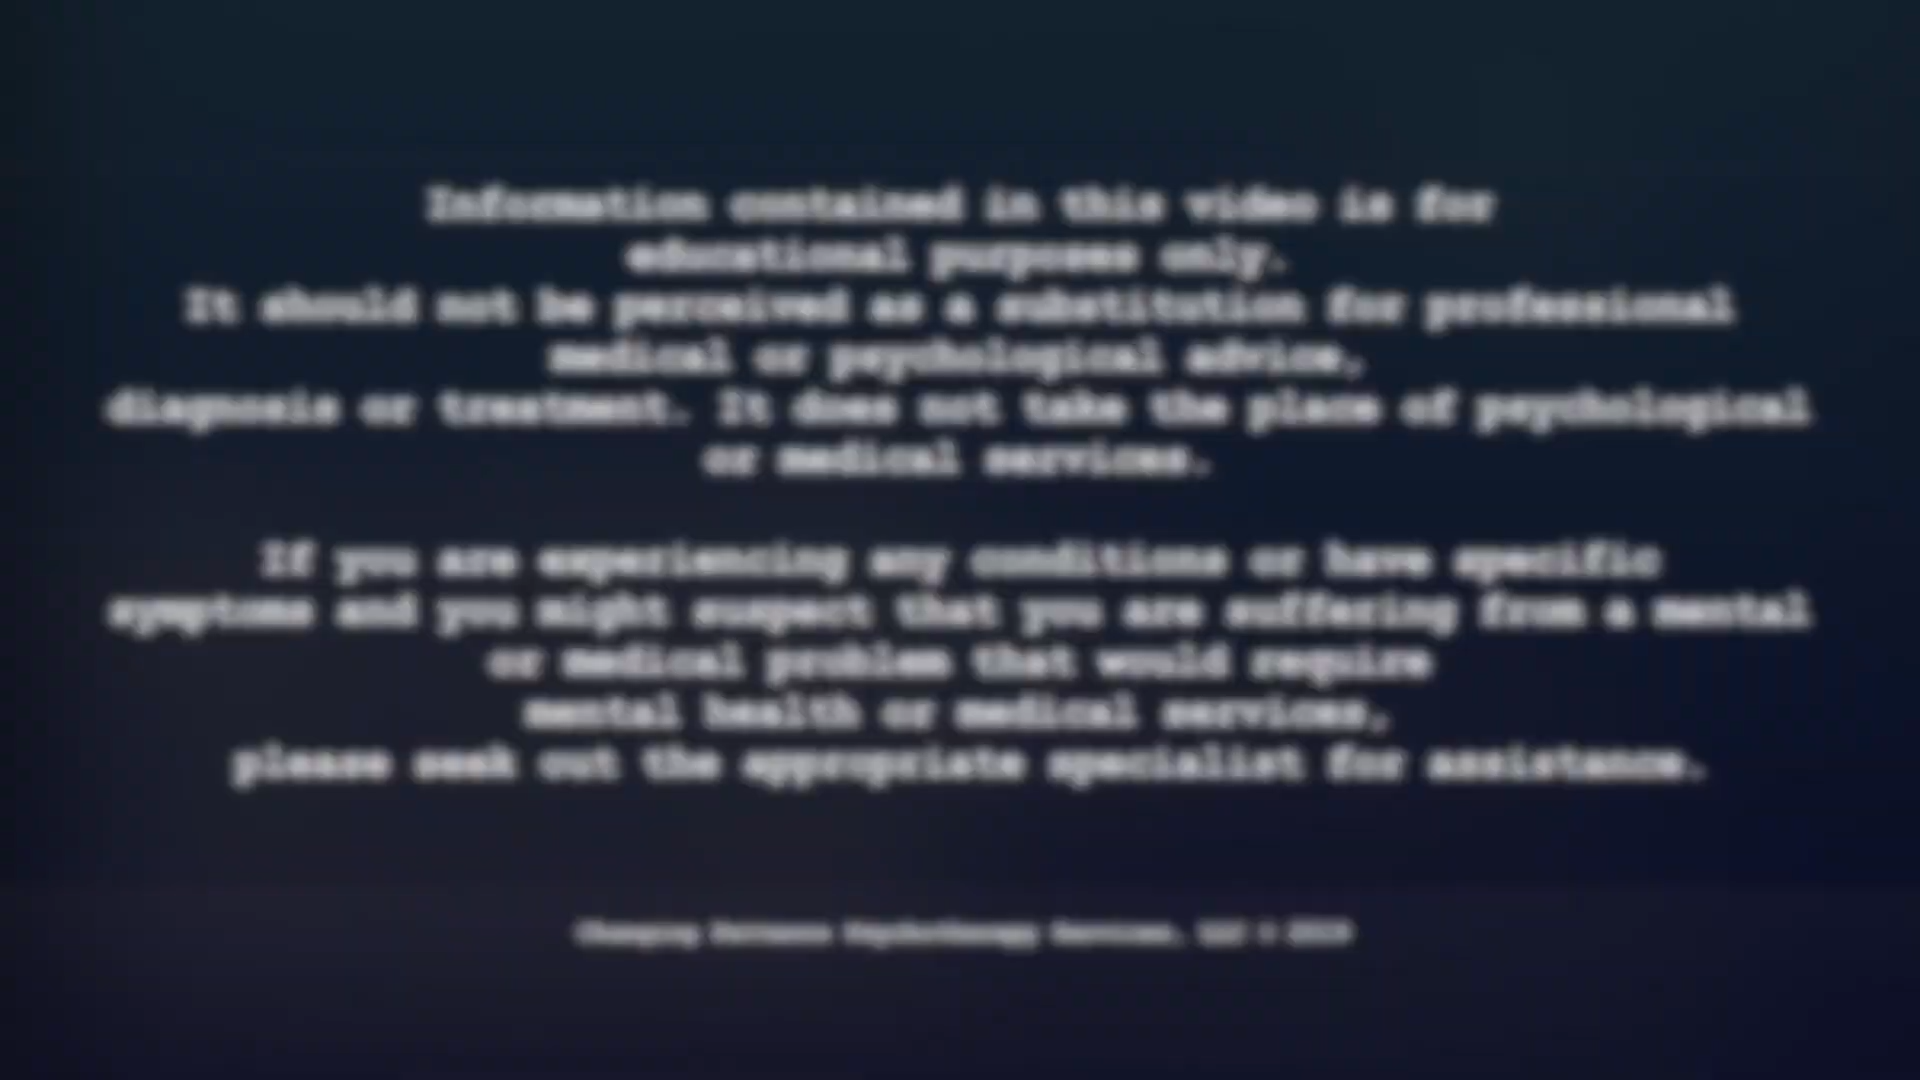 Information contained in this video is for
educational purposes only.
It should not be perceived as a substitution for professional
medical or psychological advice,
diagnosis or treatment. It does not take the place of psychological
or medical services.
If you are experiencing any conditions or have specific
symptoms and you might suspect that you are suffering from a mental
or medical problem that would require
mental health or medical services,
please seek out the appropriate specialist for assistance.
Changing Psychotherapy Services, LLC ©